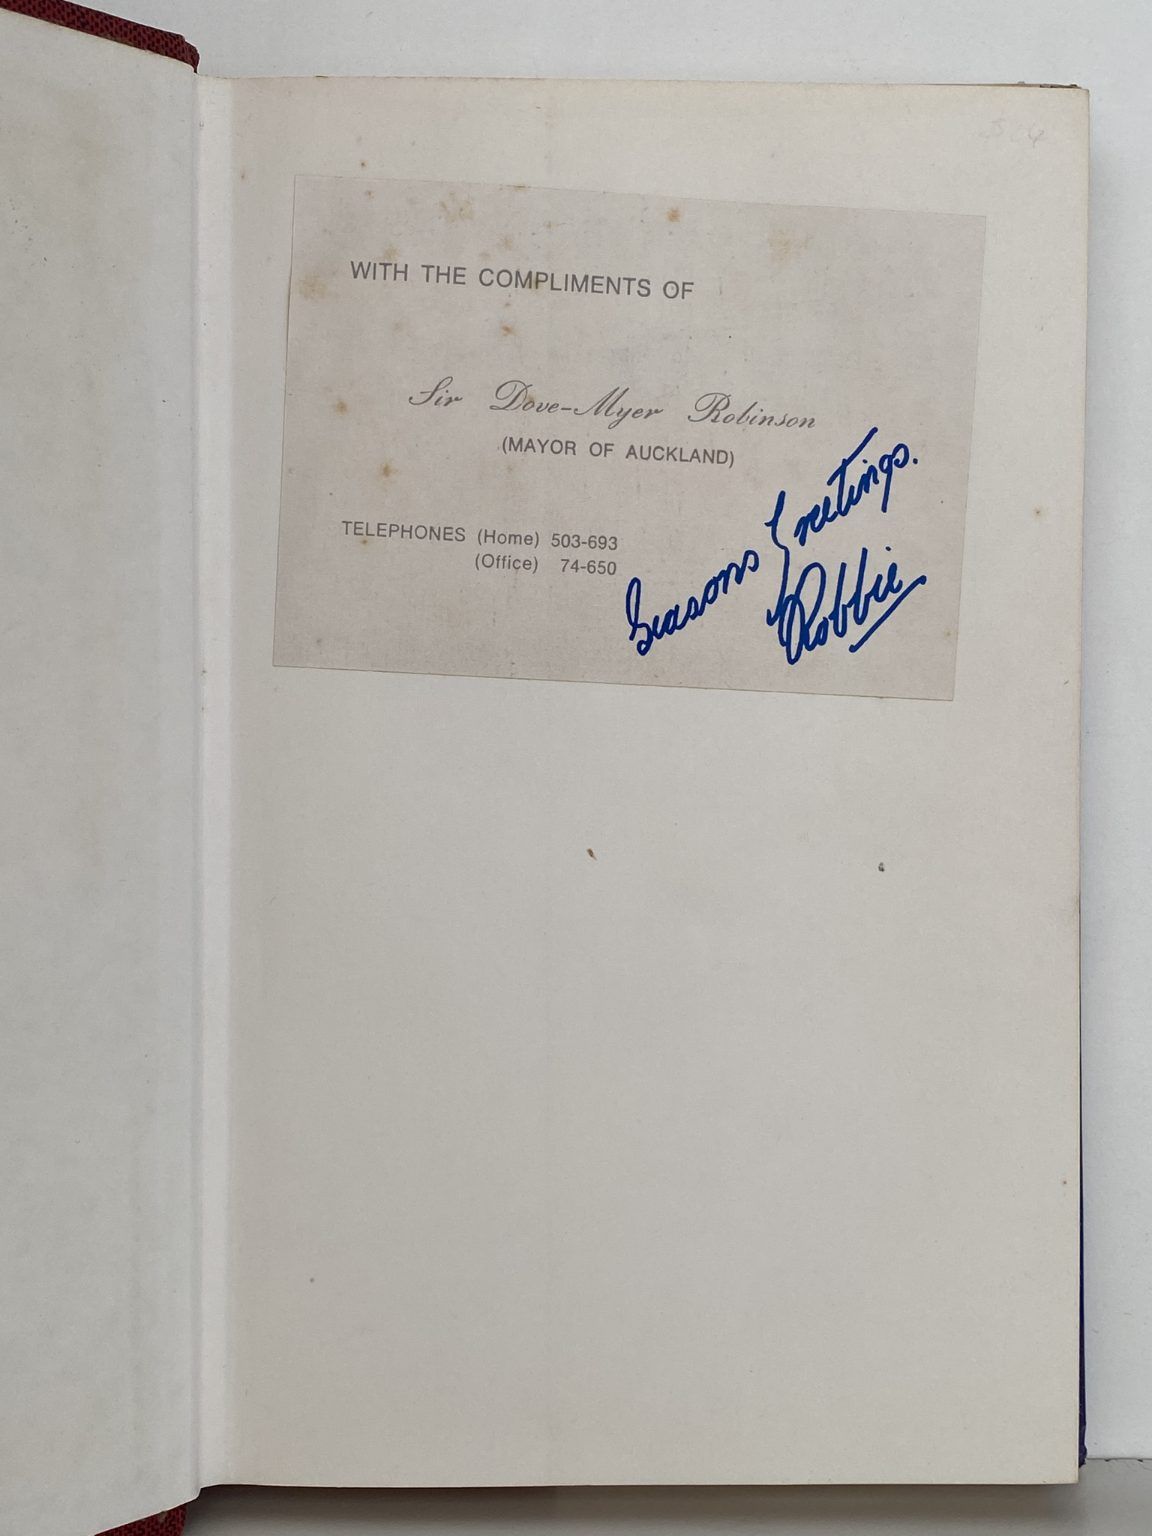 WITH THE COMPLIMENTS OF
Sir Dove-Myer Robinson
(MAYOR OF AUCKLAND)
TELEPHONES (Home) 503-693
(Office) 74-650
Seasons Greetings.
Robbie